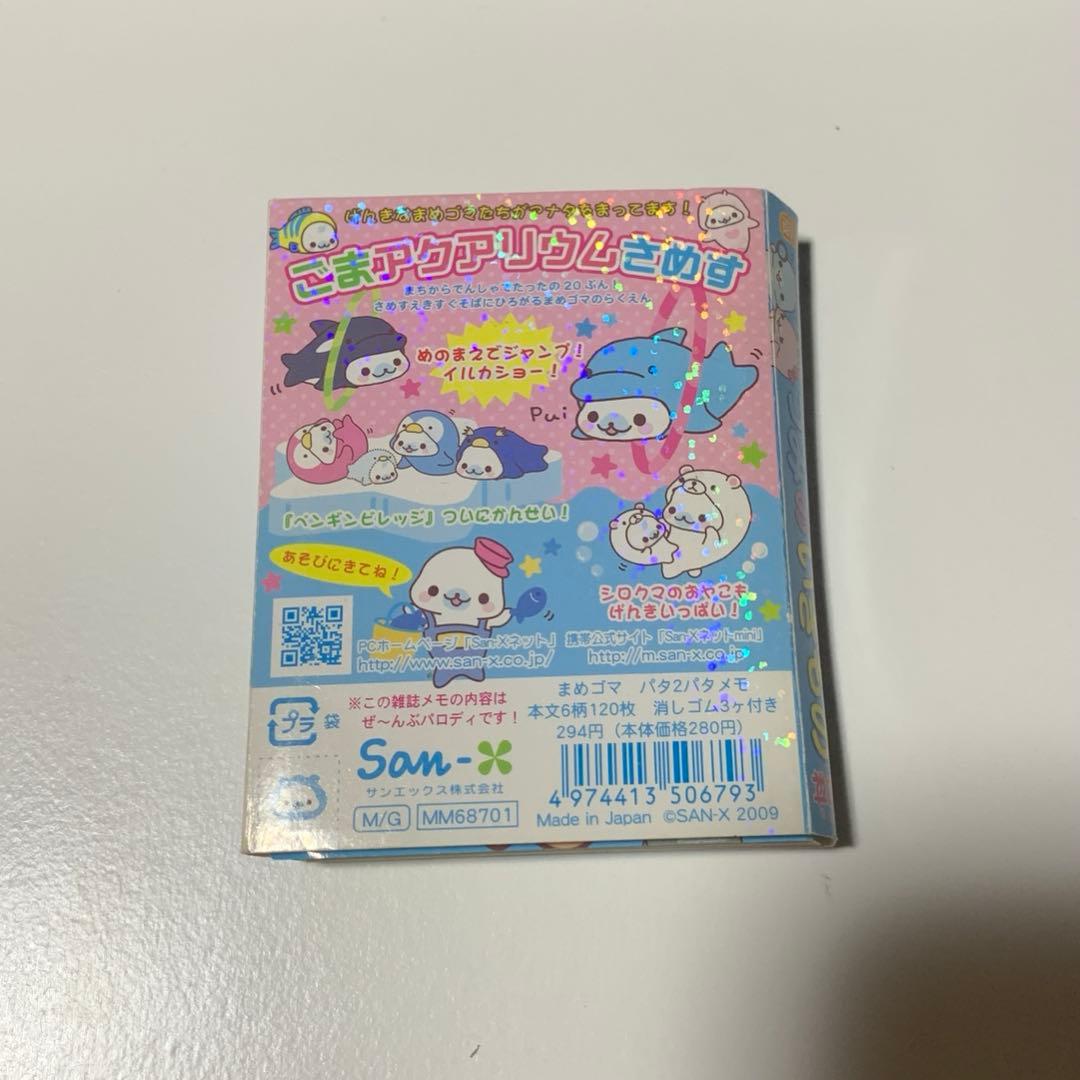 げんきなまめゴマたちがアナタをまってます!
ごまアクアリウムさめす
まちからでんしゃでたったの20ぷん!
さめすえきすぐそばにひろがるまめゴマのらくえん
めのまえでジャンプ!
イルカショー!
Pui
『ペンギンビレッジ』ついにかんせい!
あそびにきてね!
シロクマのおやこも
げんきいっぱい!
PCホームページ「San-Xネット」
http://www.san-x.co.jp/
携帯公式サイト「San-Xネットmini」
http://m.san-x.co.jp
プラ
袋
※この雑誌メモの内容は
ぜ〜んぶパロディです!
San-X
サンエックス株式会社
M/G
MM68701
まめゴマ パタ2パタメモ
本文6柄120枚 消しゴム3ヶ付き
294円(本体価格280円)
4 974413 506793
Made in Japan ©SAN-X 2009